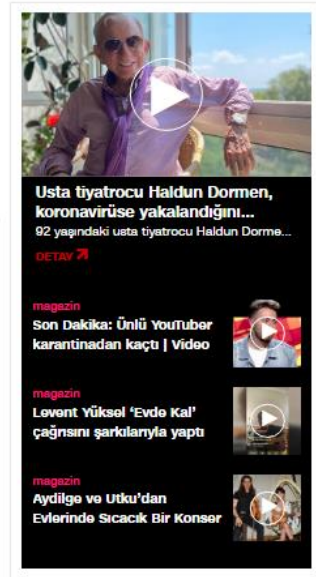 Usta tiyatrocu Haldun Dormen,
koronavirüse yakalandığını...
92 yaşındaki usta tiyatrocu Haldun Dorme...
DETAY
magazin
Son Dakika: Ünlü YouTuber
karantinadan kaçtı | Video
magazin
Levent Yüksel ‘Evde Kal’
çağrısını şarkılarıyla yaptı
magazin
Aydilge ve Utku’dan
Evlerinde Sıcacık Bir Konser